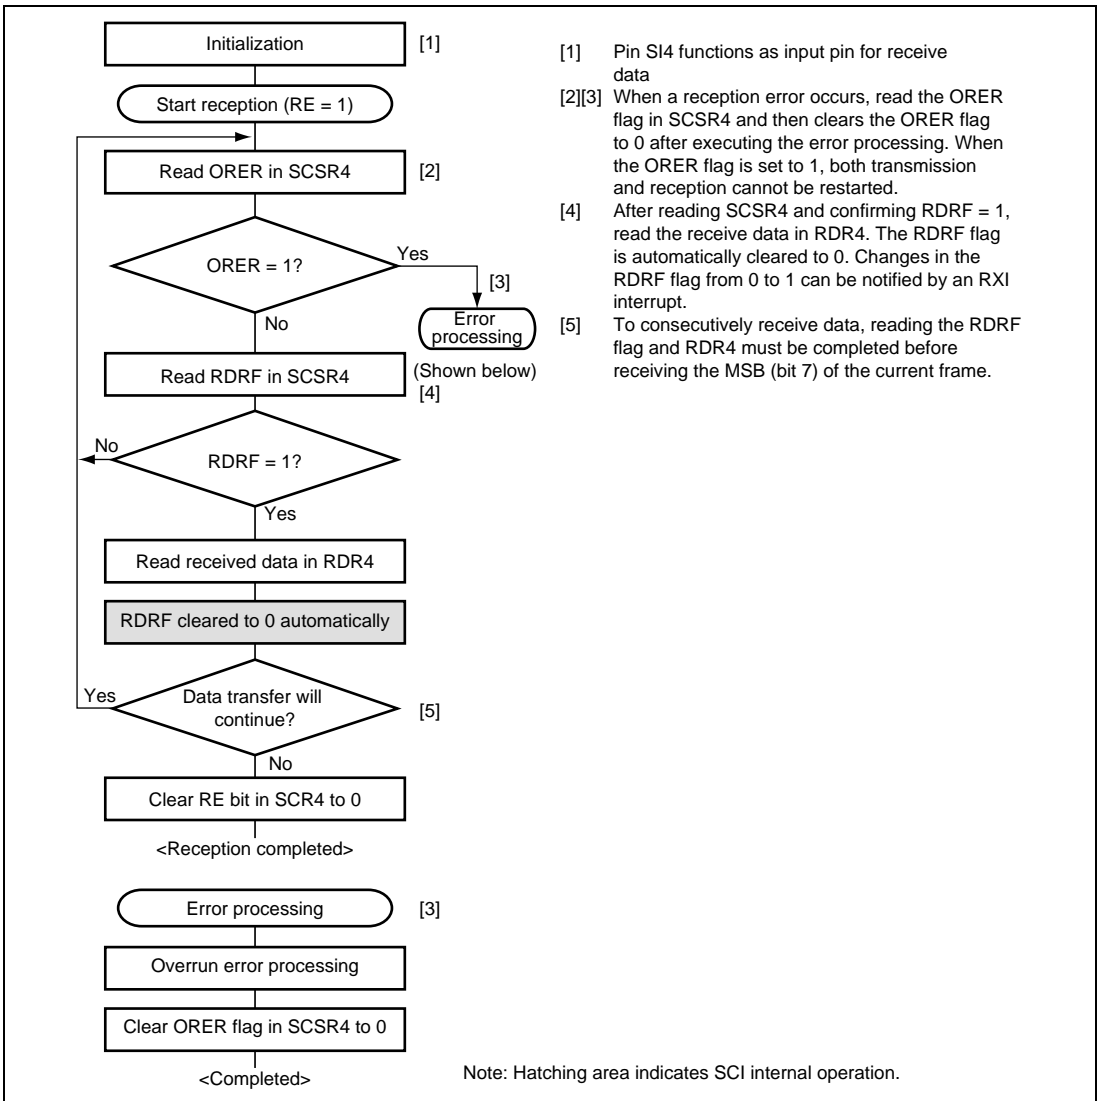 Initialization
[1]
Start reception (RE = 1)
Read ORER in SCSR4
[2]
ORER = 1?
Yes
[3]
Error
processing
(Shown below)
No
Read RDRF in SCSR4
[4]
No
RDRF = 1?
Yes
Read received data in RDR4
RDRF cleared to 0 automatically
Yes
Data transfer will
continue?
[5]
No
Clear RE bit in SCR4 to 0
<Reception completed>
Error processing
[3]
Overrun error processing
Clear ORER flag in SCSR4 to 0
<Completed>
[1] Pin SI4 functions as input pin for receive
data
[2][3] When a reception error occurs, read the ORER
flag in SCSR4 and then clears the ORER flag
to 0 after executing the error processing. When
the ORER flag is set to 1, both transmission
and reception cannot be restarted.
[4] After reading SCSR4 and confirming RDRF = 1,
read the receive data in RDR4. The RDRF flag
is automatically cleared to 0. Changes in the
RDRF flag from 0 to 1 can be notified by an RXI
interrupt.
[5] To consecutively receive data, reading the RDRF
flag and RDR4 must be completed before
receiving the MSB (bit 7) of the current frame.
Note: Hatching area indicates SCI internal operation.